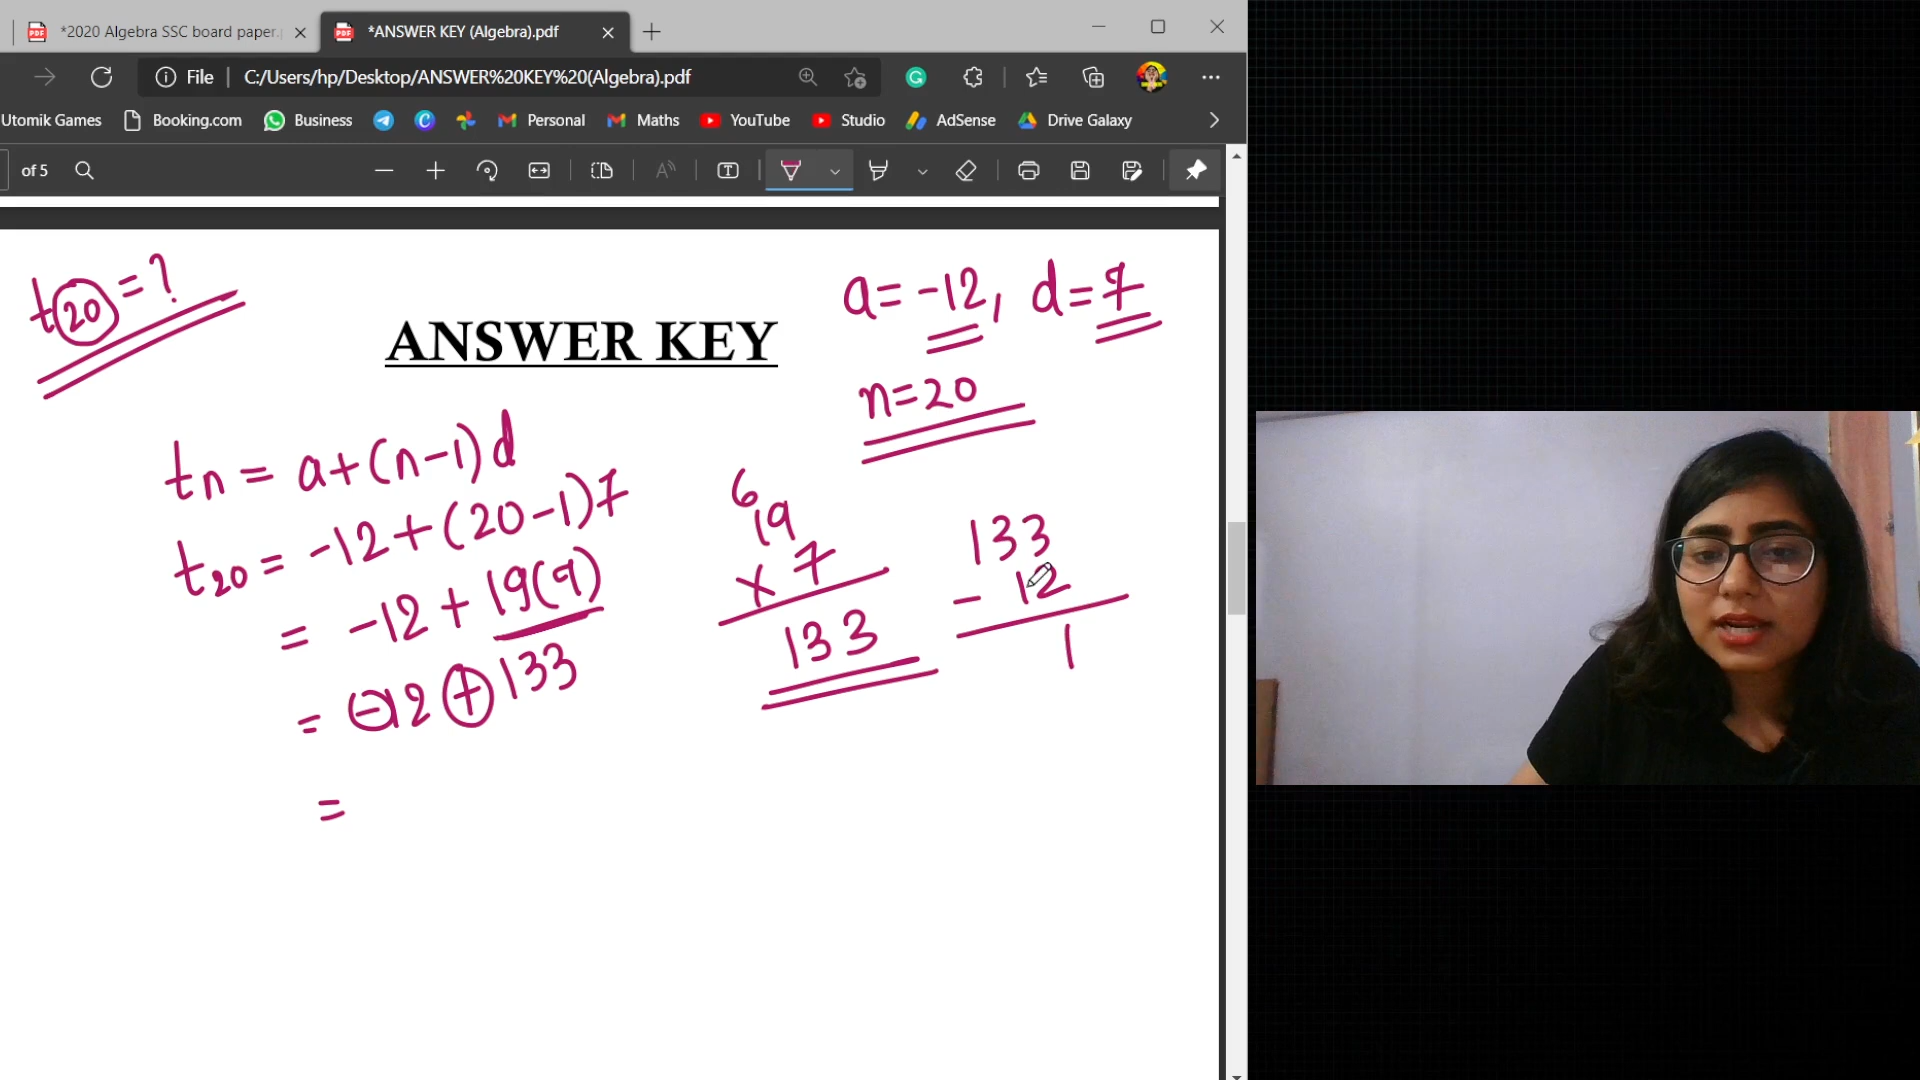 *2020 Algebra SSC board paper.
*ANSWER KEY (Algebra).pdf
File C:/Users/hp/Desktop/ANSWER%20KEY%20(Algebra).pdf
Utomik Games Booking.com Business Personal Maths YouTube Studio AdSense Drive Galaxy
of 5
t20 = ?
a = -12, d = 7
ANSWER KEY
n = 20
tn = a + (n-1) d
t20 = -12 + (20-1)7
= -12 + 19(9)
= -12 + 133
=
6
19
x 7
133
133
- 12
1